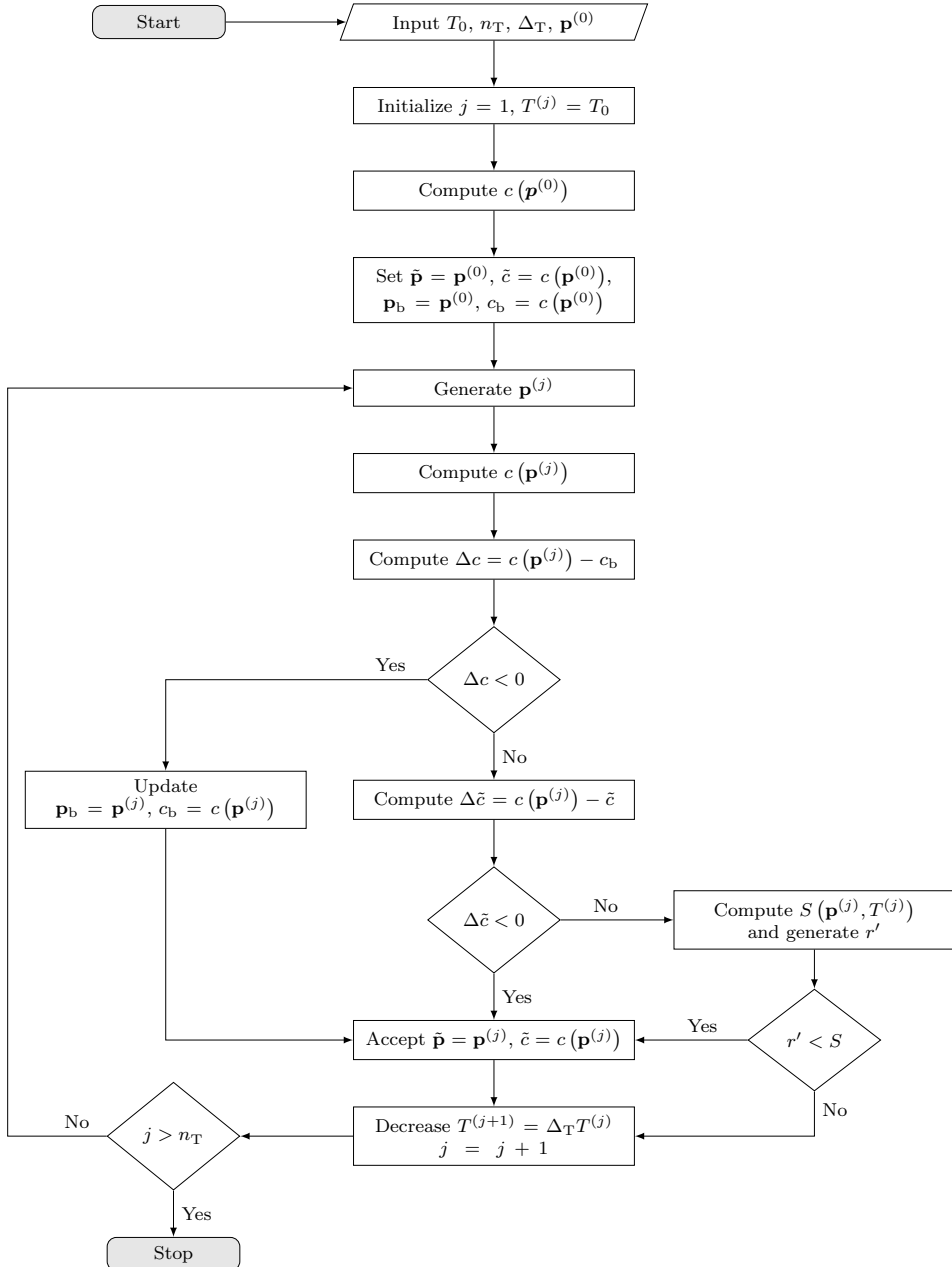 Start
Input T₀, n_T, Δ_T, p⁽⁰⁾
Initialize j = 1, T⁽ʲ⁾ = T₀
Compute c (p⁽⁰⁾)
Set p̃ = p⁽⁰⁾, c̃ = c (p⁽⁰⁾),
p_b = p⁽⁰⁾, c_b = c (p⁽⁰⁾)
Generate p⁽ʲ⁾
Compute c (p⁽ʲ⁾)
Compute Δc = c (p⁽ʲ⁾) − c_b
Δc < 0
Yes
No
Update
p_b = p⁽ʲ⁾, c_b = c (p⁽ʲ⁾)
Compute Δc̃ = c (p⁽ʲ⁾) − c̃
Δc̃ < 0
No
Yes
Compute S (p⁽ʲ⁾, T⁽ʲ⁾)
and generate r′
r′ < S
Yes
No
Accept p̃ = p⁽ʲ⁾, c̃ = c (p⁽ʲ⁾)
Decrease T⁽ʲ⁺¹⁾ = Δ_T T⁽ʲ⁾
j = j + 1
j > n_T
No
Yes
Stop